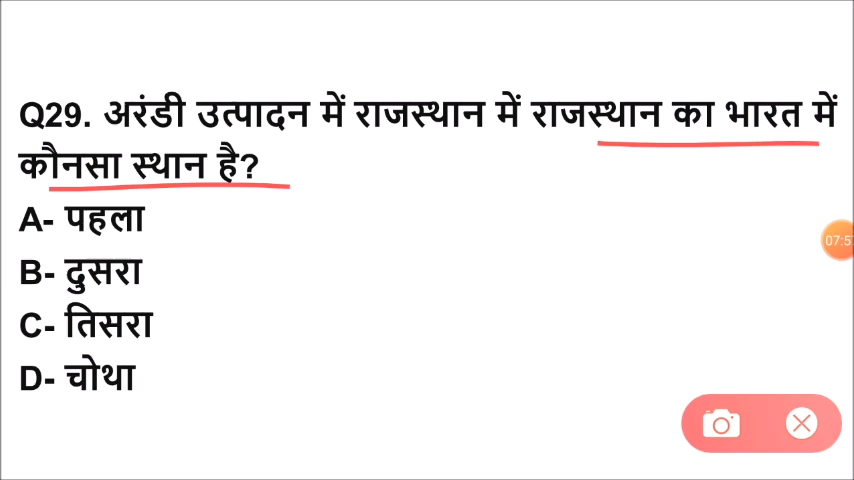 Q29. अरंडी उत्पादन में राजस्थान में राजस्थान का भारत में
कौनसा स्थान है?
A- पहला
B- दुसरा
C- तिसरा
D- चोथा